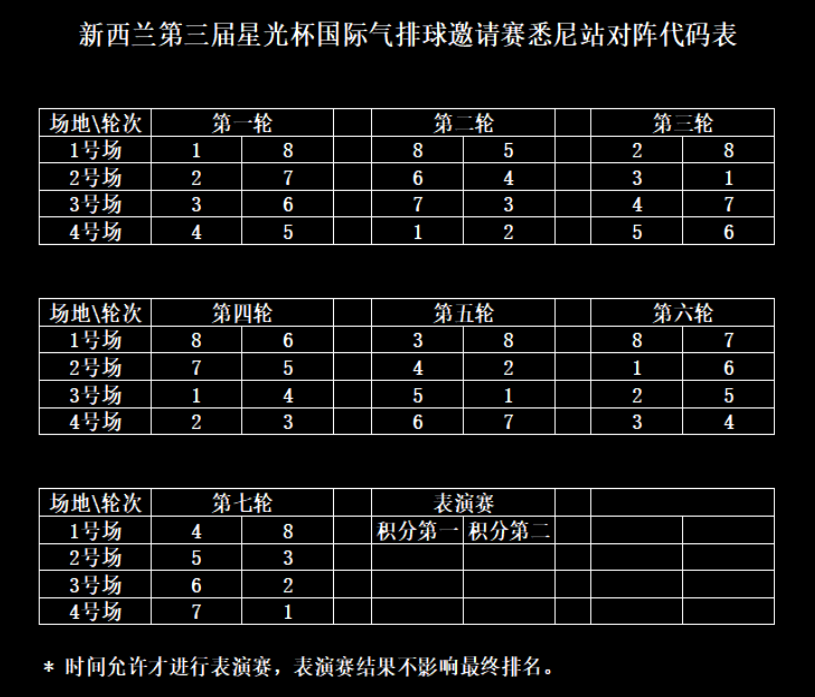 新西兰第三届星光杯国际气排球邀请赛悉尼站对阵代码表
场地\轮次 第一轮 第二轮 第三轮
1号场 1 8 8 5 2 8
2号场 2 7 6 4 3 1
3号场 3 6 7 3 4 7
4号场 4 5 1 2 5 6
场地\轮次 第四轮 第五轮 第六轮
1号场 8 6 3 8 8 7
2号场 7 5 4 2 1 6
3号场 1 4 5 1 2 5
4号场 2 3 6 7 3 4
场地\轮次 第七轮 表演赛
1号场 4 8 积分第一 积分第二
2号场 5 3
3号场 6 2
4号场 7 1
* 时间允许才进行表演赛，表演赛结果不影响最终排名。